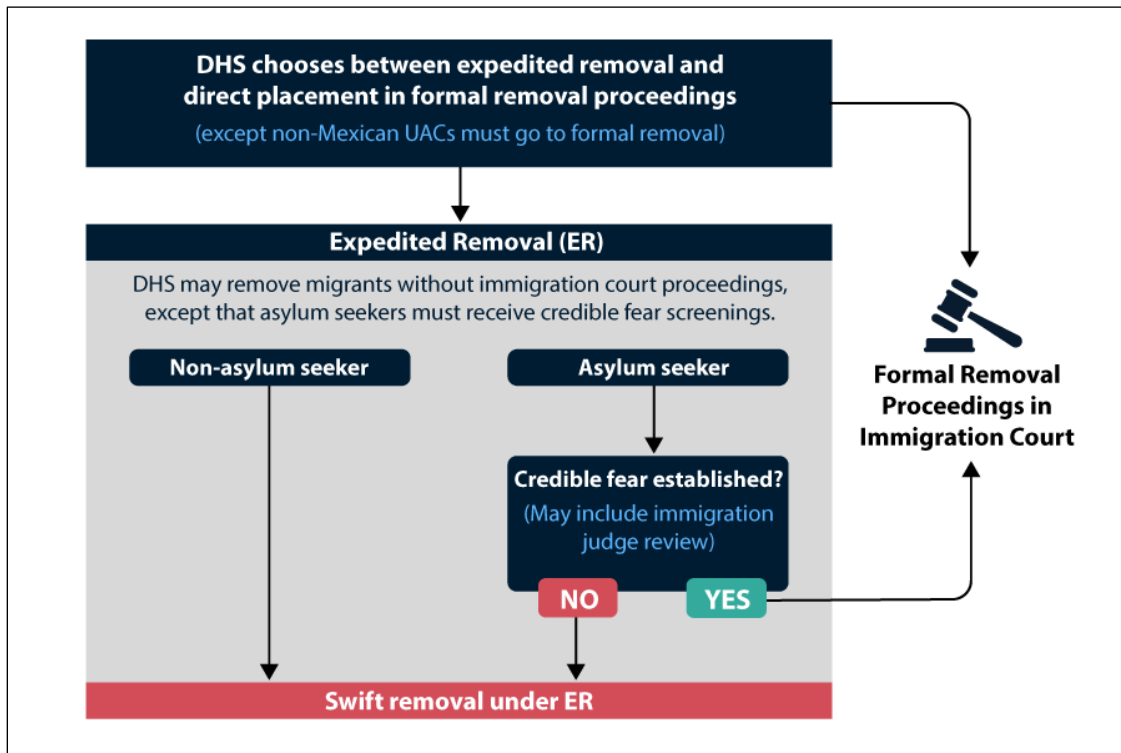 DHS chooses between expedited removal and
direct placement in formal removal proceedings
(except non-Mexican UACs must go to formal removal)
Expedited Removal (ER)
DHS may remove migrants without immigration court proceedings,
except that asylum seekers must receive credible fear screenings.
Non-asylum seeker
Asylum seeker
Credible fear established?
(May include immigration
judge review)
NO
YES
Swift removal under ER
Formal Removal
Proceedings in
Immigration Court